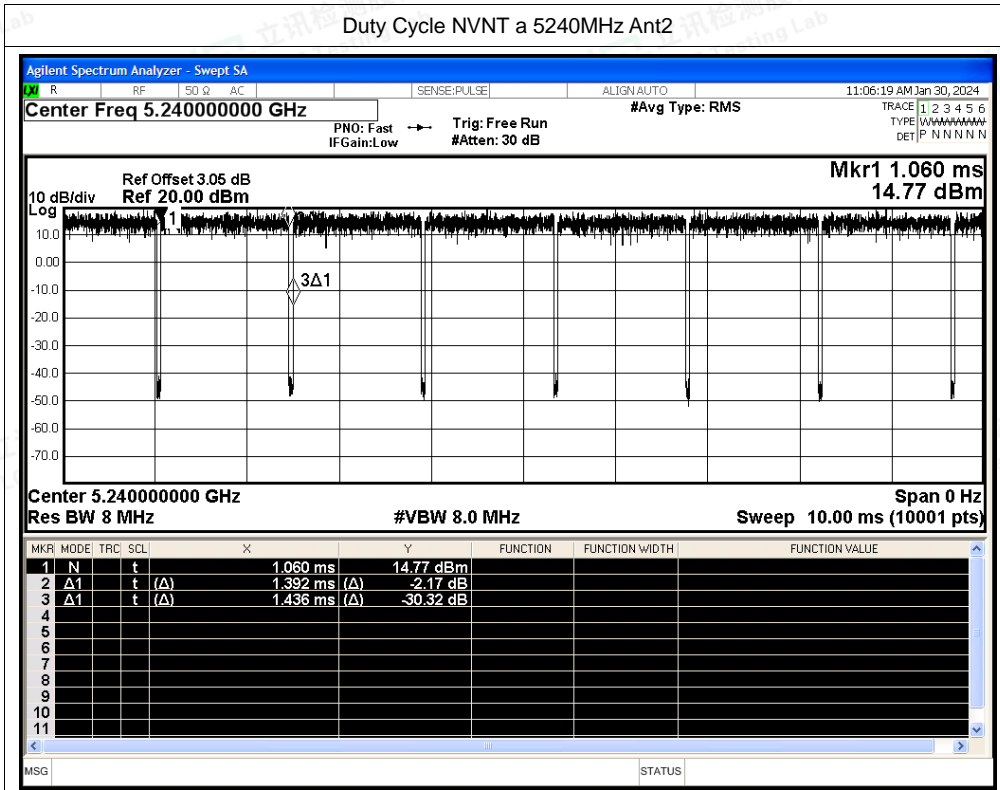 Duty Cycle NVNT a 5240MHz Ant2
Agilent Spectrum Analyzer - Swept SA
LXI R RF 50 Ω AC SENSE:PULSE ALIGN AUTO 11:06:19 AM Jan 30, 2024
Center Freq 5.240000000 GHz #Avg Type: RMS TRACE 1 2 3 4 5 6
PNO: Fast Trig: Free Run TYPE WWWWWW
IFGain:Low #Atten: 30 dB DET P N N N N N
Mkr1 1.060 ms
Ref Offset 3.05 dB
10 dB/div Ref 20.00 dBm 14.77 dBm
Log
1
10.0
0.00
3Δ1
-10.0
-20.0
-30.0
-40.0
-50.0
-60.0
-70.0
Center 5.240000000 GHz Span 0 Hz
Res BW 8 MHz #VBW 8.0 MHz Sweep 10.00 ms (10001 pts)
MKR MODE TRC SCL X Y FUNCTION FUNCTION WIDTH FUNCTION VALUE
1 N t 1.060 ms 14.77 dBm
2 Δ1 t (Δ) 1.392 ms (Δ) -2.17 dB
3 Δ1 t (Δ) 1.436 ms (Δ) -30.32 dB
4
5
6
7
8
9
10
11
MSG STATUS